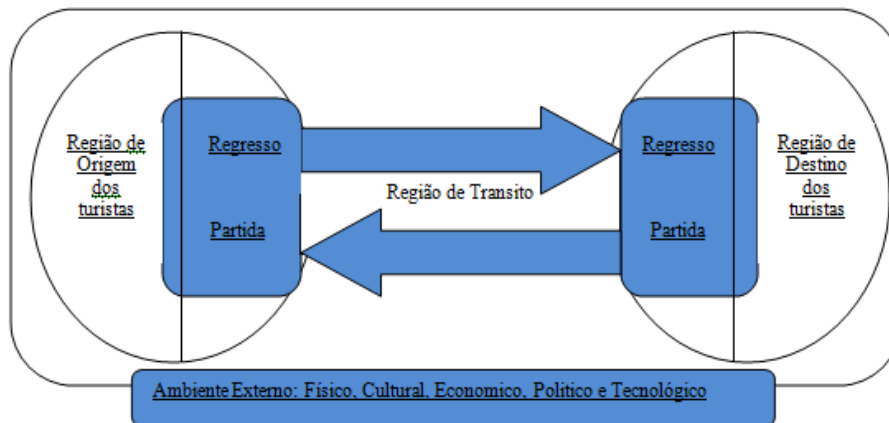 Região de
Origem
dos
turistas
Regresso
Partida
Região de Transito
Regresso
Partida
Região de
Destino
dos
turistas
Ambiente Externo: Físico, Cultural, Economico, Politico e Tecnológico